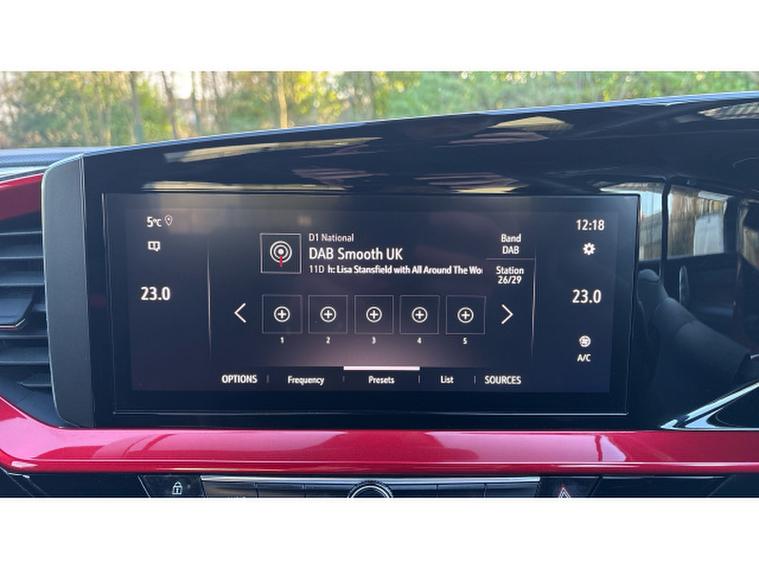 5°C
12:18
23.0
D1 National
DAB Smooth UK
11D h: Lisa Stansfield with All Around The Wo
Band
DAB
Station
26/29
23.0
1 2 3 4 5
A/C
OPTIONS Frequency Presets List SOURCES